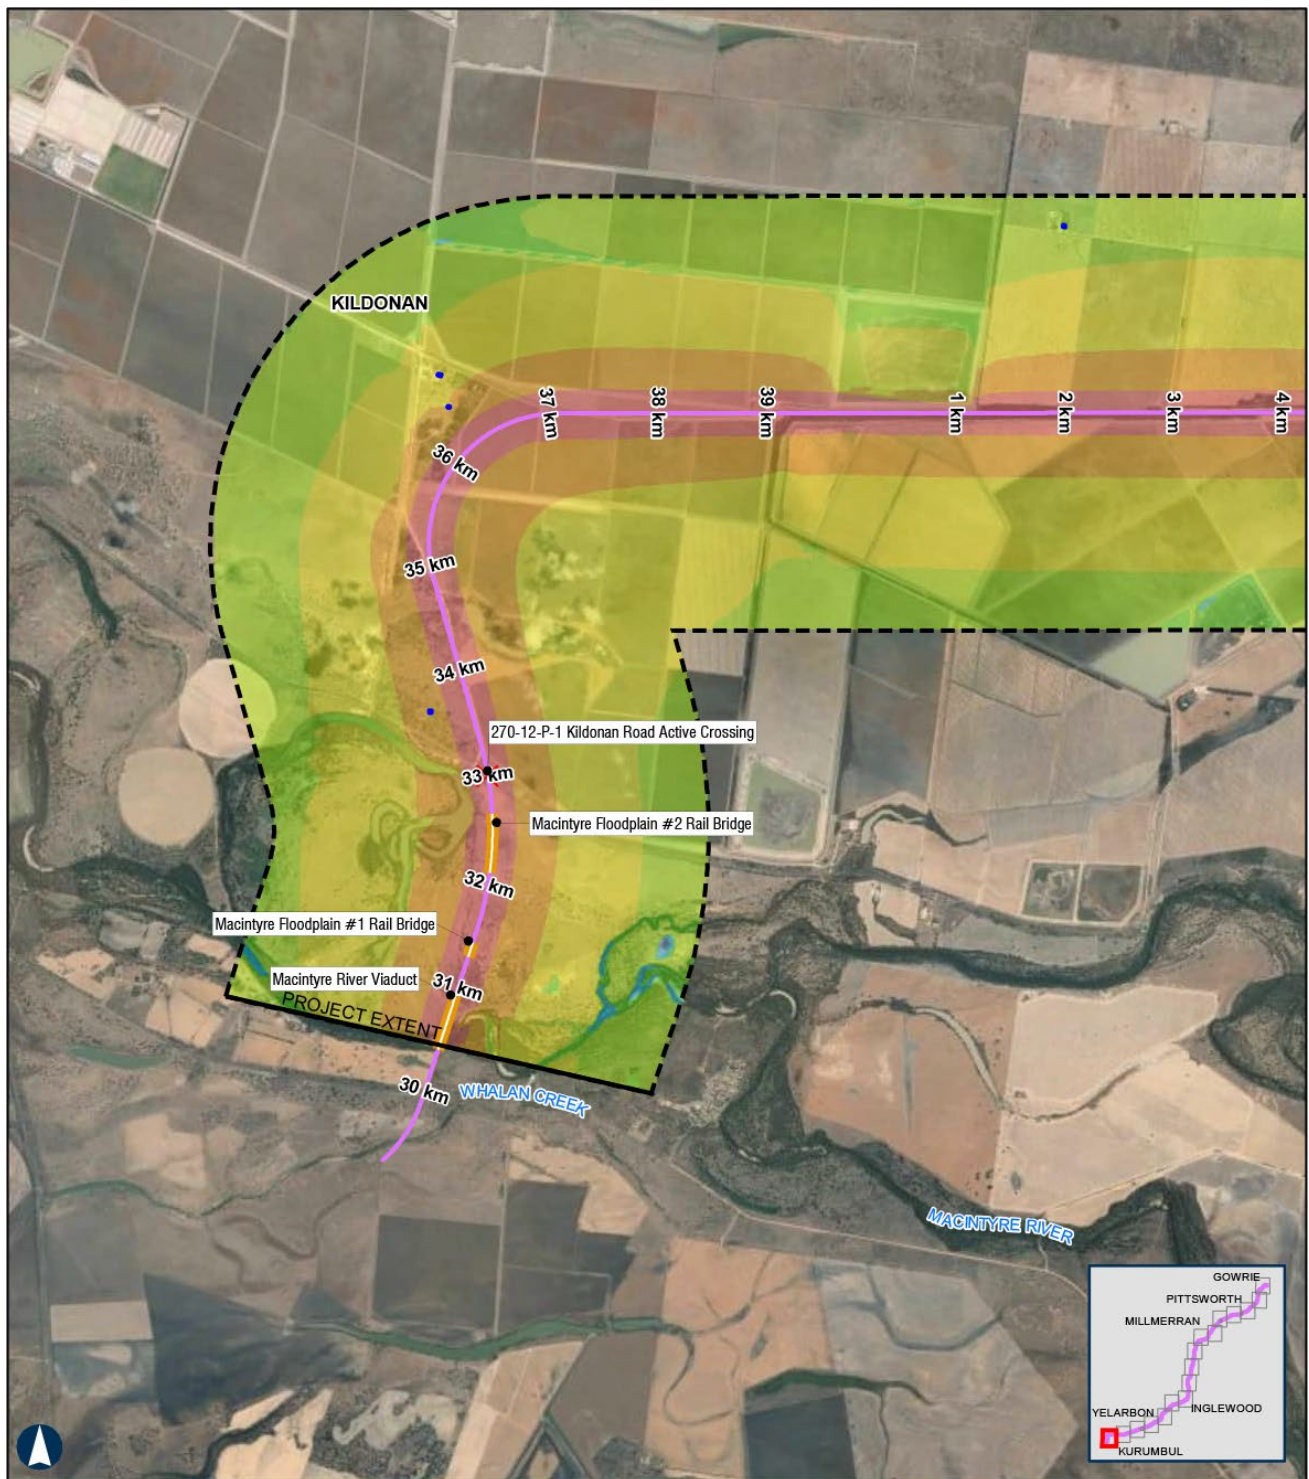 KILDONAN
37 km
38 km
39 km
1 km
2 km
3 km
4 km
36 km
35 km
34 km
270-12-P-1 Kildonan Road Active Crossing
33 km
Macintyre Floodplain #2 Rail Bridge
32 km
Macintyre Floodplain #1 Rail Bridge
Macintyre River Viaduct
31 km
PROJECT EXTENT
30 km
WHALAN CREEK
MACINTYRE RIVER
GOWRIE
PITTSWORTH
MILLMERRAN
YELARBON
INGLEWOOD
KURUMBUL